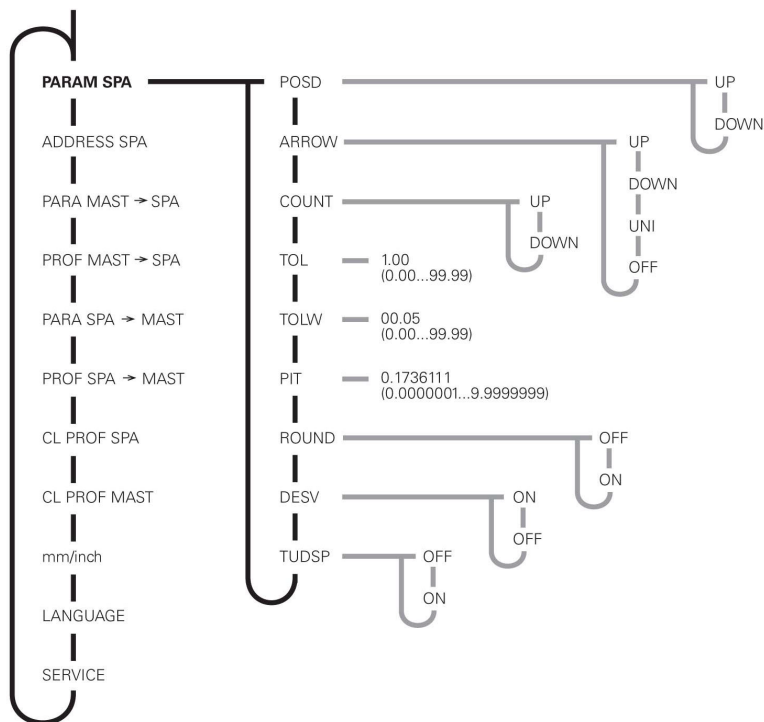 PARAM SPA
ADDRESS SPA
PARA MAST → SPA
PROF MAST → SPA
PARA SPA → MAST
PROF SPA → MAST
CL PROF SPA
CL PROF MAST
mm/inch
LANGUAGE
SERVICE
POSD
UP
DOWN
ARROW
UP
DOWN
UNI
OFF
COUNT
UP
DOWN
TOL
1.00
(0.00...99.99)
TOLW
00.05
(0.00...99.99)
PIT
0.1736111
(0.0000001...9.9999999)
ROUND
OFF
ON
DESV
ON
OFF
TUDSP
OFF
ON